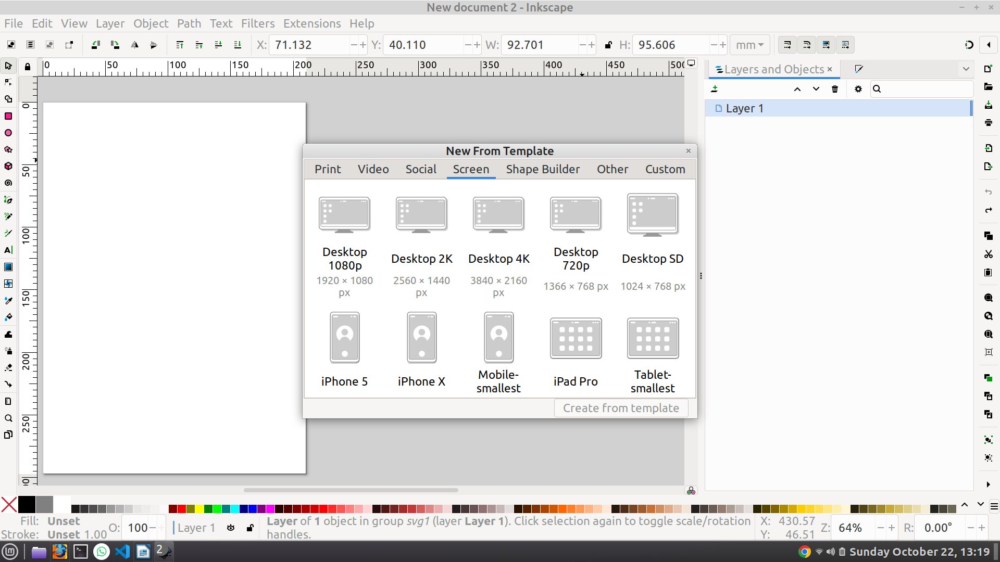 New document 2 - Inkscape
File Edit View Layer Object Path Text Filters Extensions Help
X: 71.132 Y: 40.110 W: 92.701 H: 95.606 mm
0 50 100 150 200 250 300 350 400 450 500
Layers and Objects
Layer 1
0
50
100
150
200
250
New From Template
Print Video Social Screen Shape Builder Other Custom
Desktop 1080p
1920 × 1080 px
Desktop 2K
2560 × 1440 px
Desktop 4K
3840 × 2160 px
Desktop 720p
1366 × 768 px
Desktop SD
1024 × 768 px
iPhone 5
iPhone X
Mobile-smallest
iPad Pro
Tablet-smallest
Create from template
Fill: Unset
Stroke: Unset 1.00
O: 100
Layer 1
Layer of 1 object in group svg1 (layer Layer 1). Click selection again to toggle scale/rotation
handles.
X: 430.57
Y: 46.51
Z: 64%
R: 0.00°
2
Sunday October 22, 13:19